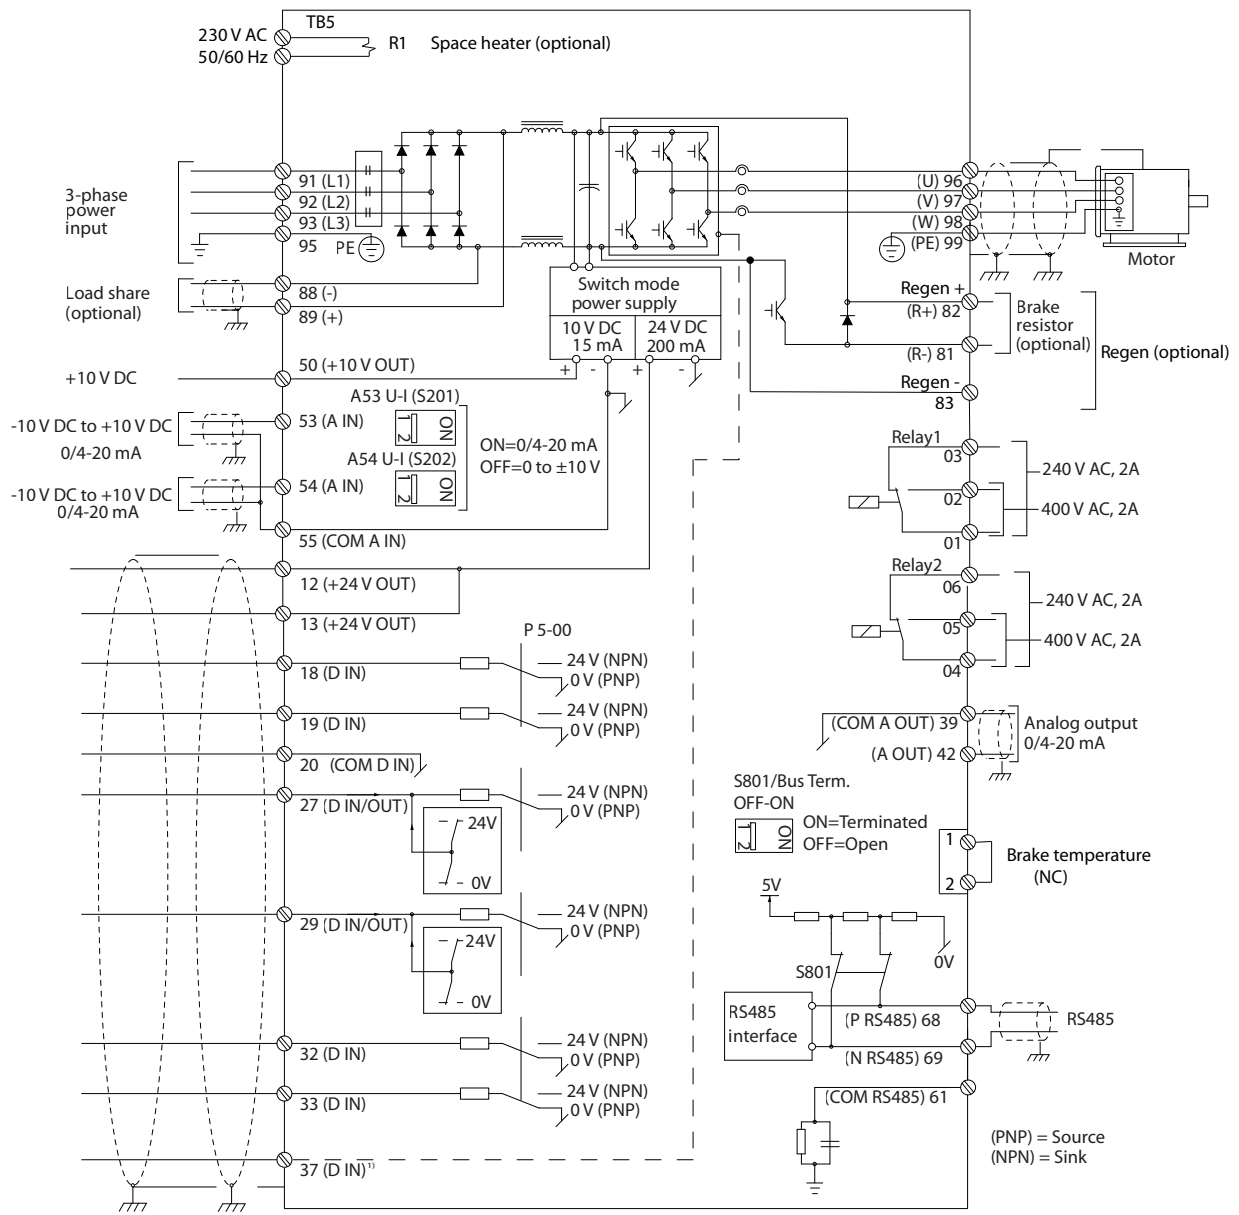 TB5
230 V AC
50/60 Hz
R1
Space heater (optional)
3-phase
power
input
91 (L1)
92 (L2)
93 (L3)
95
PE
(U) 96
(V) 97
(W) 98
(PE) 99
Motor
Load share
(optional)
88 (-)
89 (+)
Switch mode
power supply
10 V DC
15 mA
24 V DC
200 mA
+
-
+
-
Regen +
(R+) 82
Brake
resistor
(optional)
(R-) 81
Regen (optional)
Regen -
83
+10 V DC
50 (+10 V OUT)
A53 U-I (S201)
1 2
ON
-10 V DC to +10 V DC
0/4-20 mA
53 (A IN)
ON=0/4-20 mA
OFF=0 to ±10 V
A54 U-I (S202)
1 2
ON
-10 V DC to +10 V DC
0/4-20 mA
54 (A IN)
55 (COM A IN)
Relay1
03
240 V AC, 2A
02
400 V AC, 2A
01
12 (+24 V OUT)
13 (+24 V OUT)
Relay2
06
240 V AC, 2A
05
400 V AC, 2A
04
P 5-00
18 (D IN)
24 V (NPN)
0 V (PNP)
19 (D IN)
24 V (NPN)
0 V (PNP)
20 (COM D IN)
27 (D IN/OUT)
24 V (NPN)
0 V (PNP)
24V
0V
29 (D IN/OUT)
24 V (NPN)
0 V (PNP)
24V
0V
32 (D IN)
24 V (NPN)
0 V (PNP)
33 (D IN)
24 V (NPN)
0 V (PNP)
37 (D IN)¹⁾
(COM A OUT) 39
(A OUT) 42
Analog output
0/4-20 mA
S801/Bus Term.
OFF-ON
1 2
ON
ON=Terminated
OFF=Open
1
2
Brake temperature
(NC)
5V
0V
S801
RS485
interface
(P RS485) 68
(N RS485) 69
RS485
(COM RS485) 61
(PNP) = Source
(NPN) = Sink